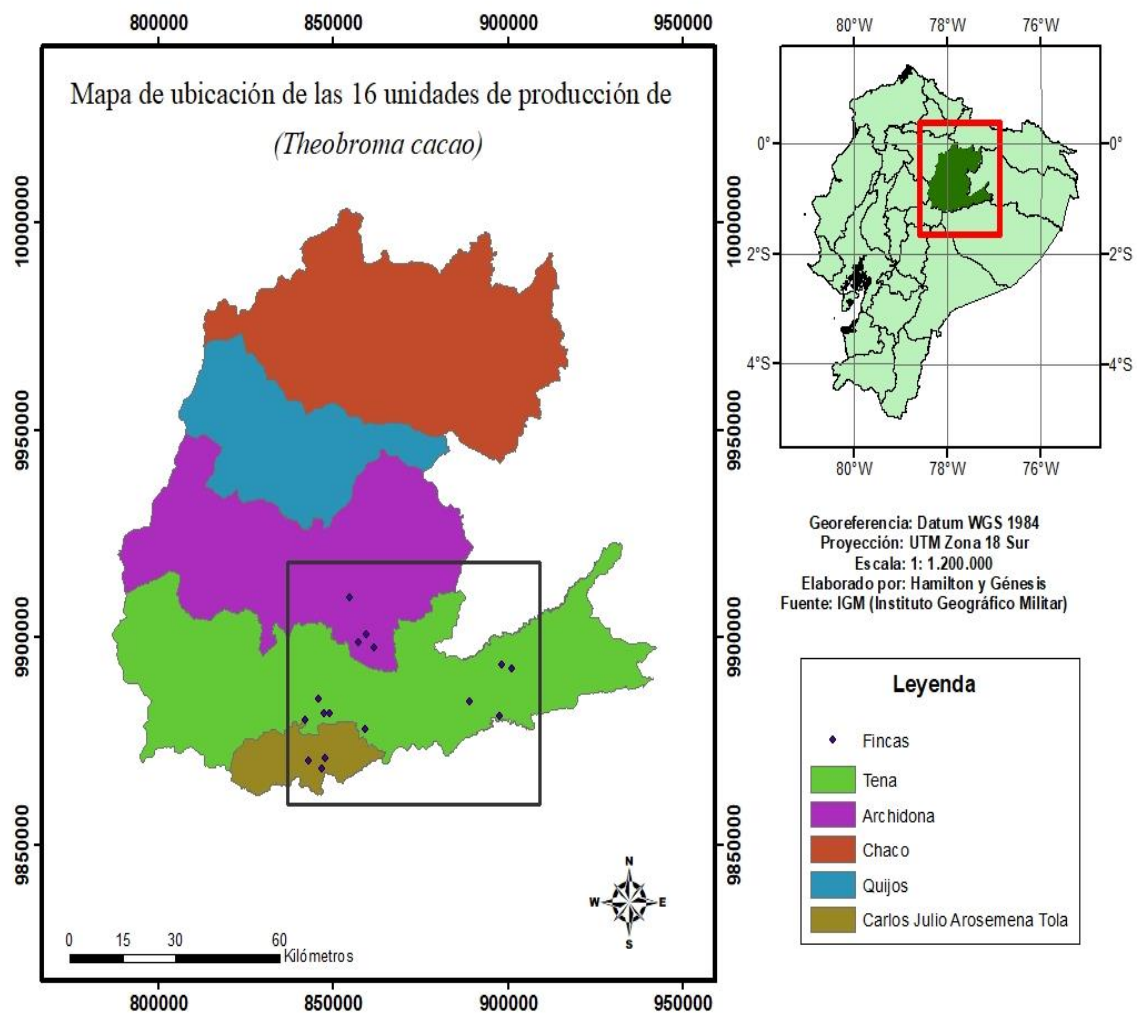 800000 850000 900000 950000
Mapa de ubicación de las 16 unidades de producción de
(Theobroma cacao)
10000000
9950000
9900000
9850000
10000000
9950000
9900000
9850000
N
W E
S
0 15 30 60
Kilómetros
800000 850000 900000 950000
80°W 78°W 76°W
0° 0°
2°S 2°S
4°S 4°S
80°W 78°W 76°W
Georeferencia: Datum WGS 1984
Proyección: UTM Zona 18 Sur
Escala: 1: 1.200.000
Elaborado por: Hamilton y Génesis
Fuente: IGM (Instituto Geográfico Militar)
Leyenda
Fincas
Tena
Archidona
Chaco
Quijos
Carlos Julio Arosemena Tola